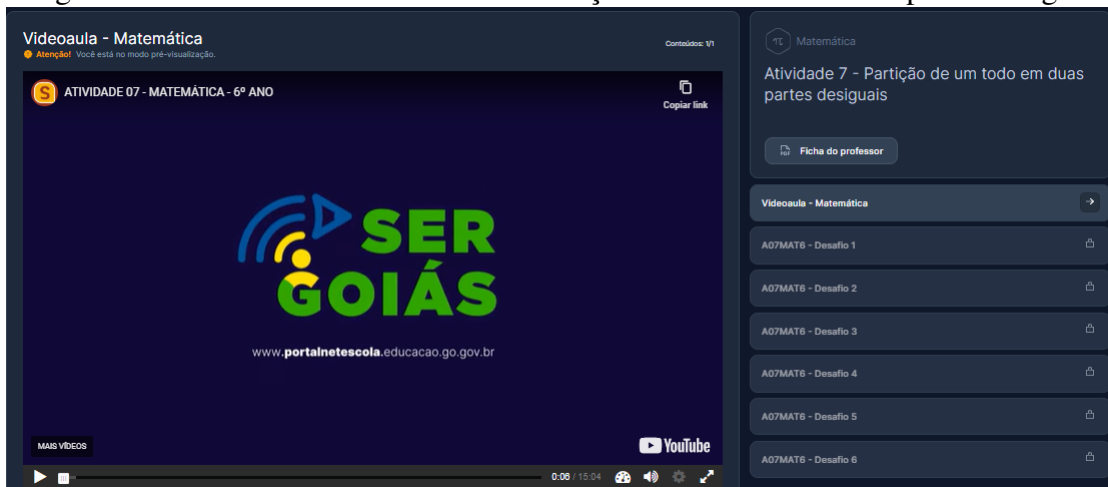 Videoaula - Matemática
Atenção! Você está no modo pré-visualização.
Conteúdos: 1/1
S
ATIVIDADE 07 - MATEMÁTICA - 6º ANO
Copiar link
SER
GOIÁS
www.portalnetescola.educacao.go.gov.br
MAIS VÍDEOS
YouTube
0:06 / 15:04
Matemática
Atividade 7 - Partição de um todo em duas
partes desiguais
PDF
Ficha do professor
Videoaula - Matemática
A07MAT6 - Desafio 1
A07MAT6 - Desafio 2
A07MAT6 - Desafio 3
A07MAT6 - Desafio 4
A07MAT6 - Desafio 5
A07MAT6 - Desafio 6